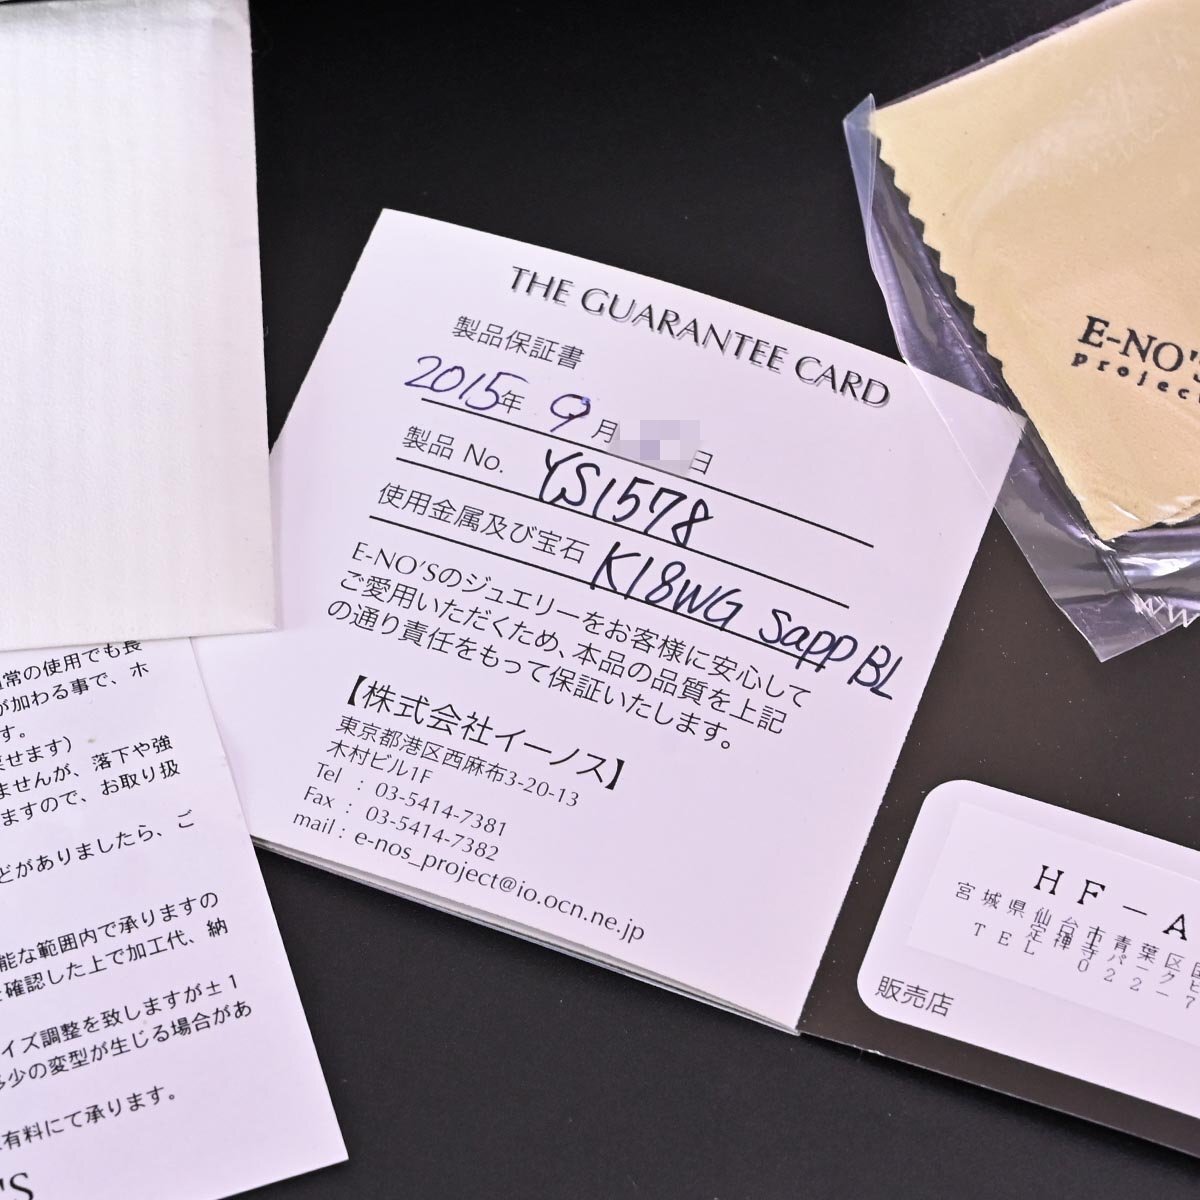 THE GUARANTEE CARD
製品保証書
2015年 9月 日
製品 No. YS1578
使用金属及び宝石 K18WG Sapp BL
E-NO'Sのジュエリーをお客様に安心して
ご愛用いただくため、本品の品質を上記
の通り責任をもって保証いたします。
【株式会社イーノス】
東京都港区西麻布3-20-13
木村ビル1F
Tel : 03-5414-7381
Fax : 03-5414-7382
mail : e-nos_project@io.ocn.ne.jp
E-NO'S
project
HF-A
宮城県仙台市青葉区国
定禅寺パークビ
TEL 022-7
販売店
常の使用でも長
が加わる事で、ホ
す。
戻せます）
ませんが、落下や強
ますので、お取り扱
どがありましたら、ご
能な範囲内で承りますの
確認した上で加工代、納
イズ調整を致しますが±1
多少の変型が生じる場合があ
有料にて承ります。
'S